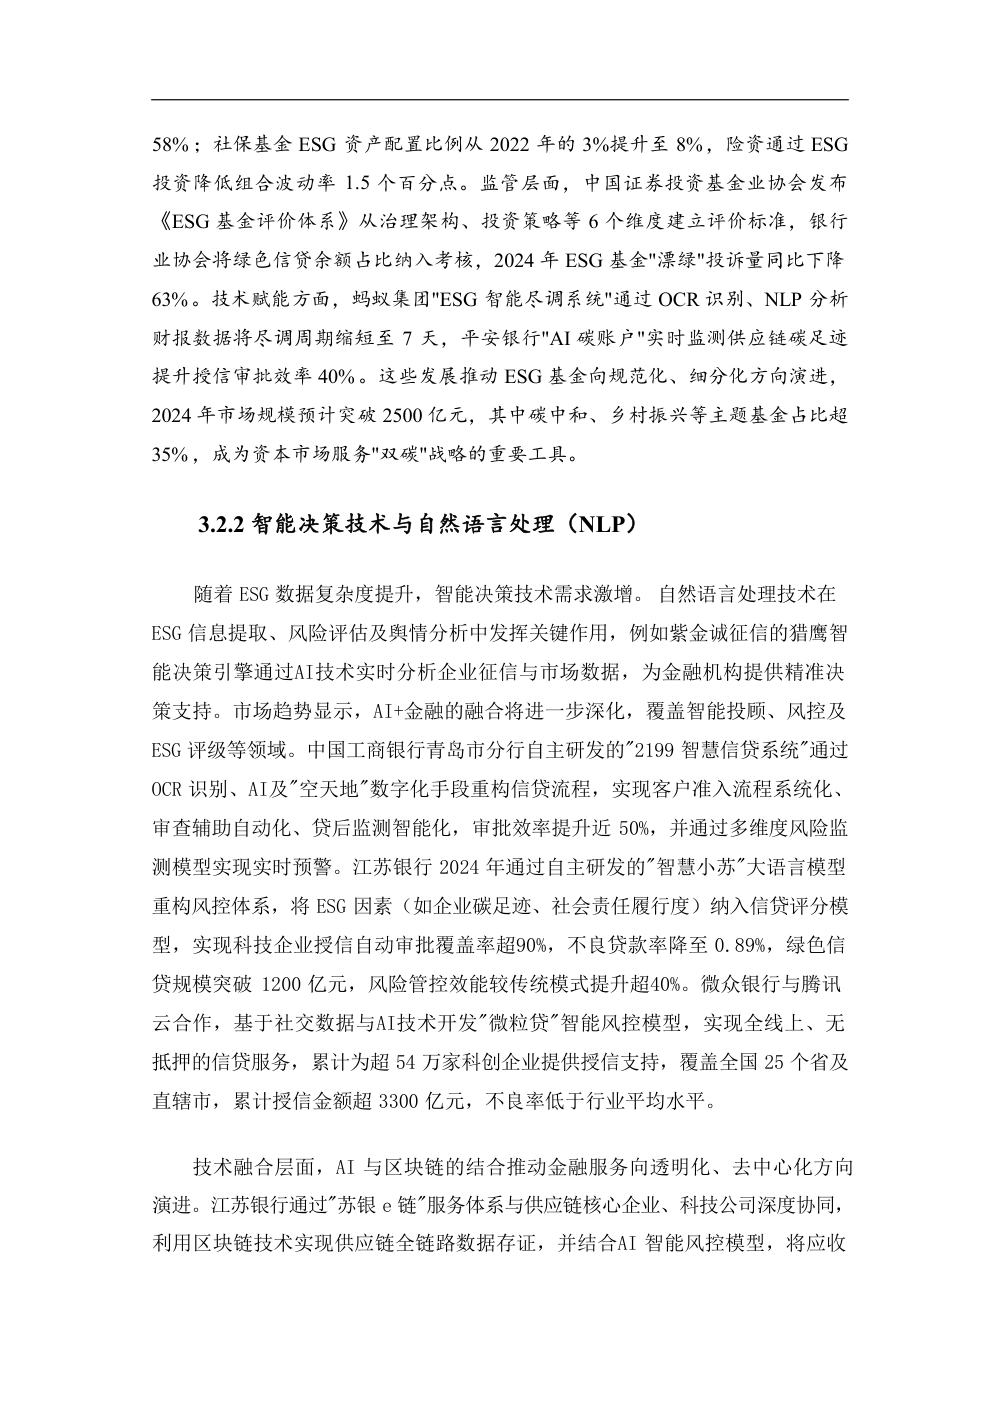 58%；社保基金 ESG 资产配置比例从 2022 年的 3%提升至 8%，险资通过 ESG
投资降低组合波动率 1.5 个百分点。监管层面，中国证券投资基金业协会发布
《ESG 基金评价体系》从治理架构、投资策略等 6 个维度建立评价标准，银行
业协会将绿色信贷余额占比纳入考核，2024 年 ESG 基金"漂绿"投诉量同比下降
63%。技术赋能方面，蚂蚁集团"ESG 智能尽调系统"通过 OCR 识别、NLP 分析
财报数据将尽调周期缩短至 7 天，平安银行"AI 碳账户"实时监测供应链碳足迹
提升授信审批效率 40%。这些发展推动 ESG 基金向规范化、细分化方向演进，
2024 年市场规模预计突破 2500 亿元，其中碳中和、乡村振兴等主题基金占比超
35%，成为资本市场服务"双碳"战略的重要工具。
3.2.2 智能决策技术与自然语言处理（NLP）
随着 ESG 数据复杂度提升，智能决策技术需求激增。 自然语言处理技术在
ESG 信息提取、风险评估及舆情分析中发挥关键作用，例如紫金诚征信的猎鹰智
能决策引擎通过AI技术实时分析企业征信与市场数据，为金融机构提供精准决
策支持。市场趋势显示，AI+金融的融合将进一步深化，覆盖智能投顾、风控及
ESG 评级等领域。中国工商银行青岛市分行自主研发的"2199 智慧信贷系统"通过
OCR 识别、AI及"空天地"数字化手段重构信贷流程，实现客户准入流程系统化、
审查辅助自动化、贷后监测智能化，审批效率提升近 50%，并通过多维度风险监
测模型实现实时预警。江苏银行 2024 年通过自主研发的"智慧小苏"大语言模型
重构风控体系，将 ESG 因素（如企业碳足迹、社会责任履行度）纳入信贷评分模
型，实现科技企业授信自动审批覆盖率超90%，不良贷款率降至 0.89%，绿色信
贷规模突破 1200 亿元，风险管控效能较传统模式提升超40%。微众银行与腾讯
云合作，基于社交数据与AI技术开发"微粒贷"智能风控模型，实现全线上、无
抵押的信贷服务，累计为超 54 万家科创企业提供授信支持，覆盖全国 25 个省及
直辖市，累计授信金额超 3300 亿元，不良率低于行业平均水平。
技术融合层面，AI 与区块链的结合推动金融服务向透明化、去中心化方向
演进。江苏银行通过"苏银 e 链"服务体系与供应链核心企业、科技公司深度协同，
利用区块链技术实现供应链全链路数据存证，并结合AI 智能风控模型，将应收